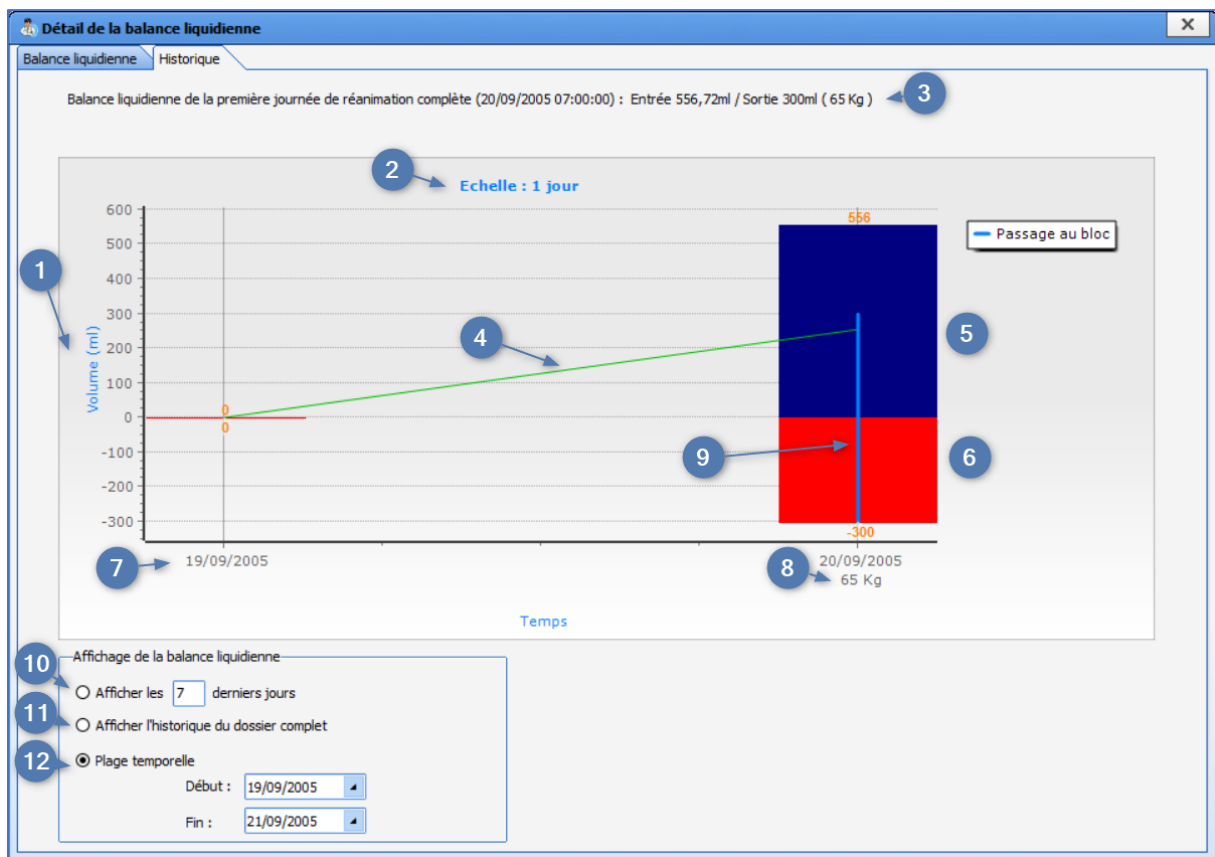 Détail de la balance liquidienne
Balance liquidienne Historique
Balance liquidienne de la première journée de réanimation complète (20/09/2005 07:00:00) : Entrée 556,72ml / Sortie 300ml ( 65 Kg )
3
2
Echelle : 1 jour
600
556
Passage au bloc
500
1
400
300
4
5
Volume (ml)
200
100
0
0
0
-100
9
6
-200
-300
-300
7
19/09/2005
8
20/09/2005
65 Kg
Temps
Affichage de la balance liquidienne
10
Afficher les 7 derniers jours
11
Afficher l'historique du dossier complet
12
Plage temporelle
Début : 19/09/2005
Fin : 21/09/2005